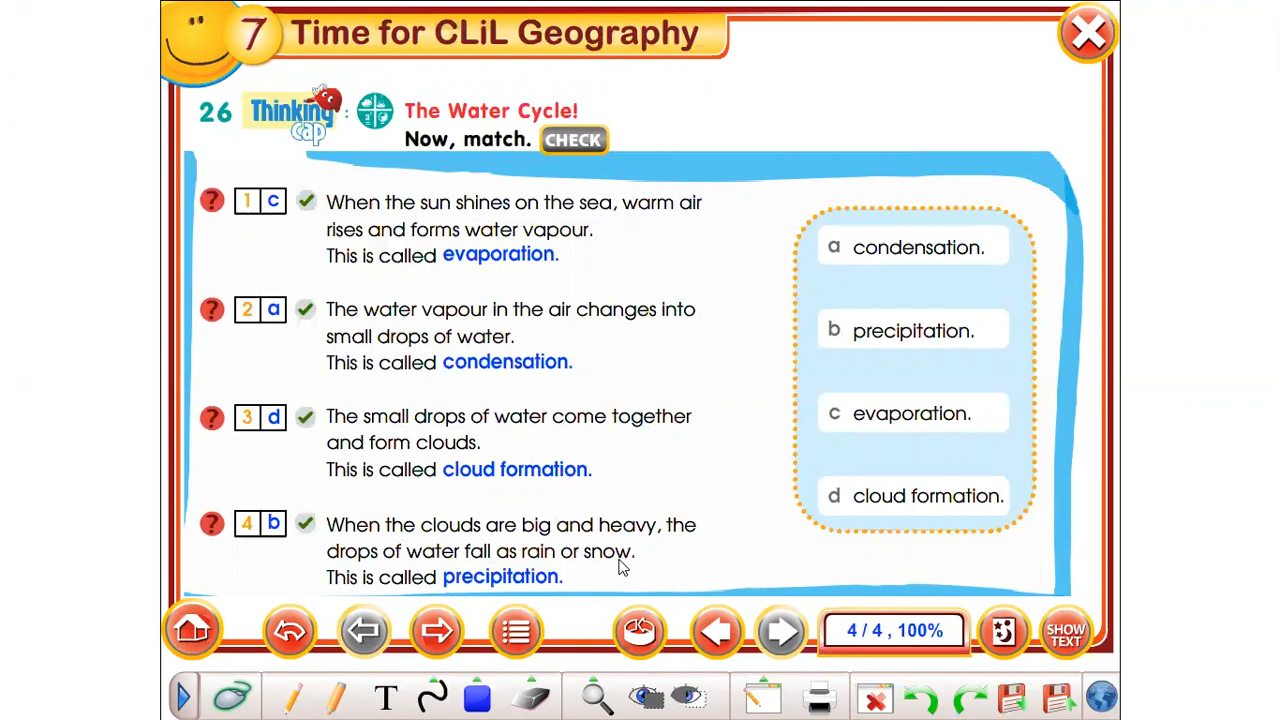 7 Time for CLiL Geography
26 Thinking Cap : The Water Cycle!
Now, match. CHECK
? 1 c When the sun shines on the sea, warm air
rises and forms water vapour.
This is called evaporation.
? 2 a The water vapour in the air changes into
small drops of water.
This is called condensation.
? 3 d The small drops of water come together
and form clouds.
This is called cloud formation.
? 4 b When the clouds are big and heavy, the
drops of water fall as rain or snow.
This is called precipitation.
a condensation.
b precipitation.
c evaporation.
d cloud formation.
4 / 4 , 100%
SHOW
TEXT
T